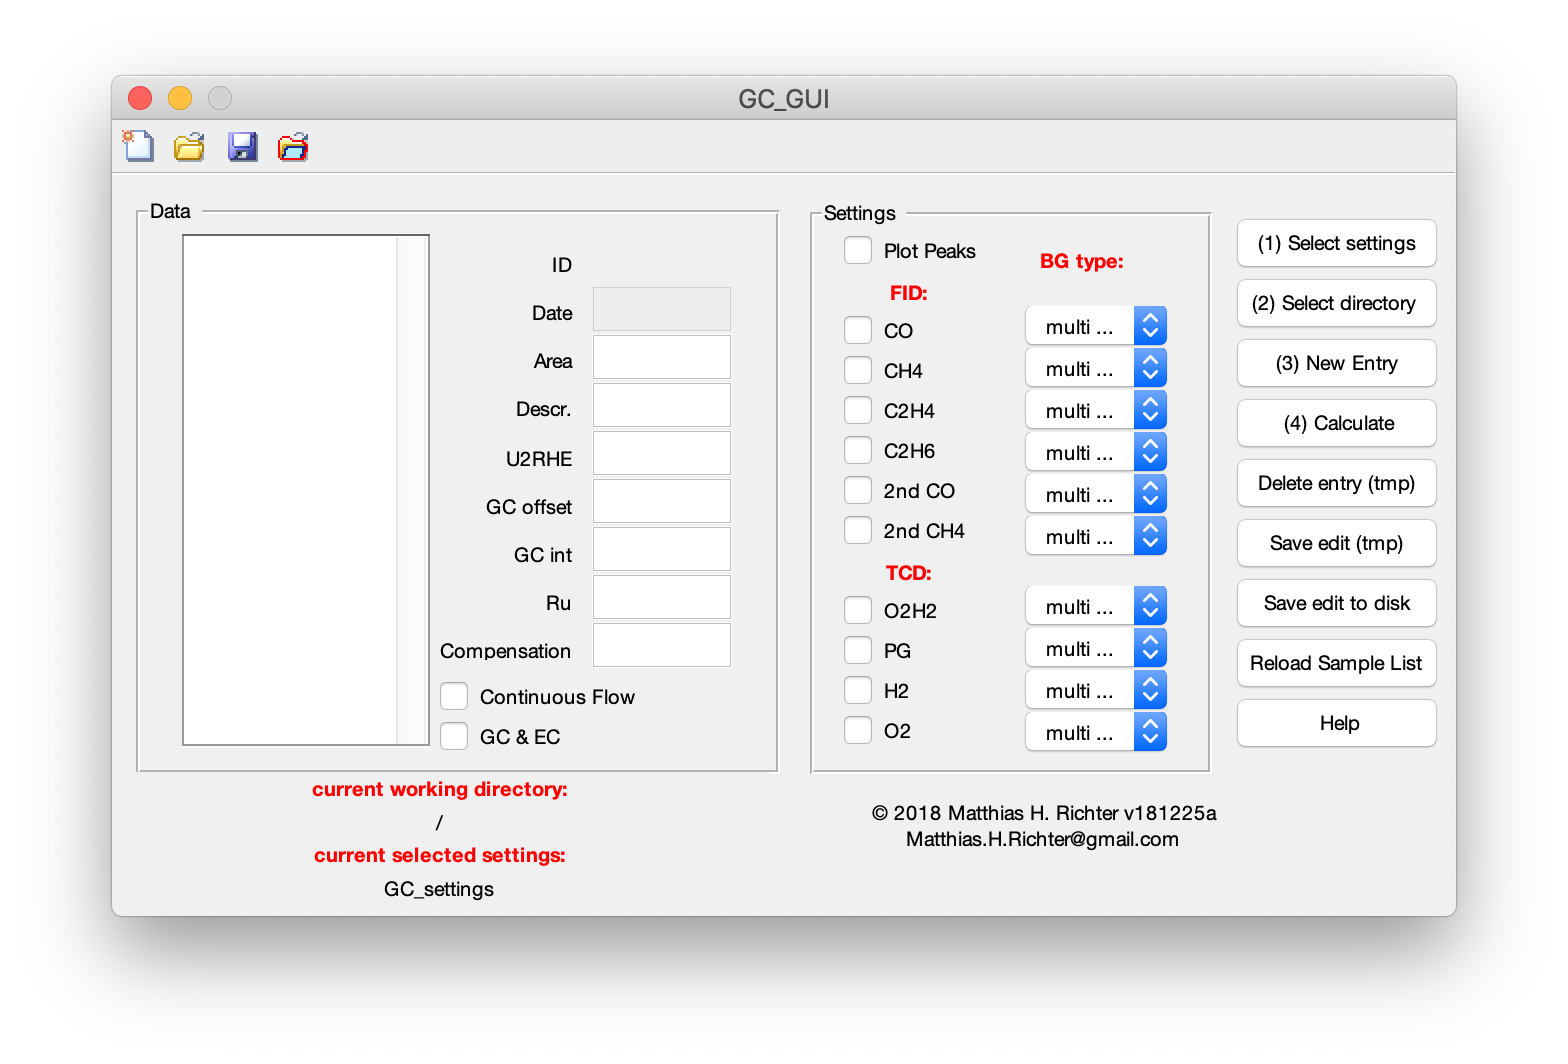 GC_GUI
Data
ID
Date
Area
Descr.
U2RHE
GC offset
GC int
Ru
Compensation
Continuous Flow
GC & EC
current working directory:
/
current selected settings:
GC_settings
Settings
Plot Peaks
BG type:
FID:
CO multi ...
CH4 multi ...
C2H4 multi ...
C2H6 multi ...
2nd CO multi ...
2nd CH4 multi ...
TCD:
O2H2 multi ...
PG multi ...
H2 multi ...
O2 multi ...
© 2018 Matthias H. Richter v181225a
Matthias.H.Richter@gmail.com
(1) Select settings
(2) Select directory
(3) New Entry
(4) Calculate
Delete entry (tmp)
Save edit (tmp)
Save edit to disk
Reload Sample List
Help